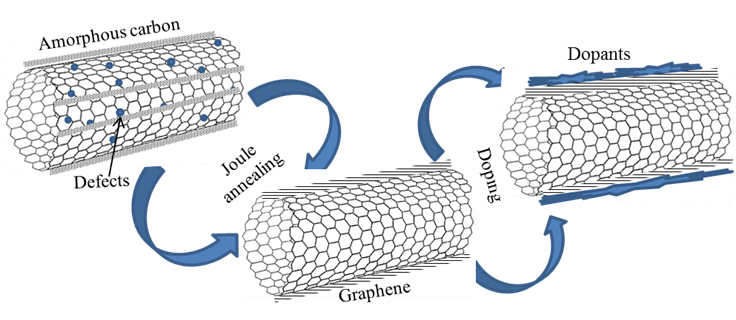 Amorphous carbon
Defects
Joule
annealing
Graphene
Doping
Dopants